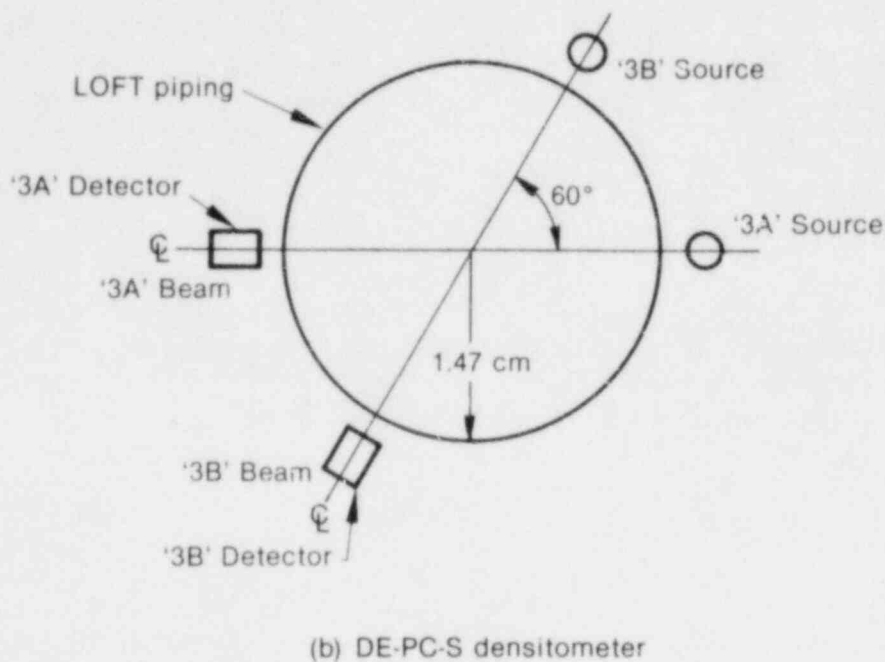 LOFT piping
'3B' Source
'3A' Detector
60°
'3A' Source
℄
'3A' Beam
1.47 cm
'3B' Beam
℄
'3B' Detector
(b) DE-PC-S densitometer